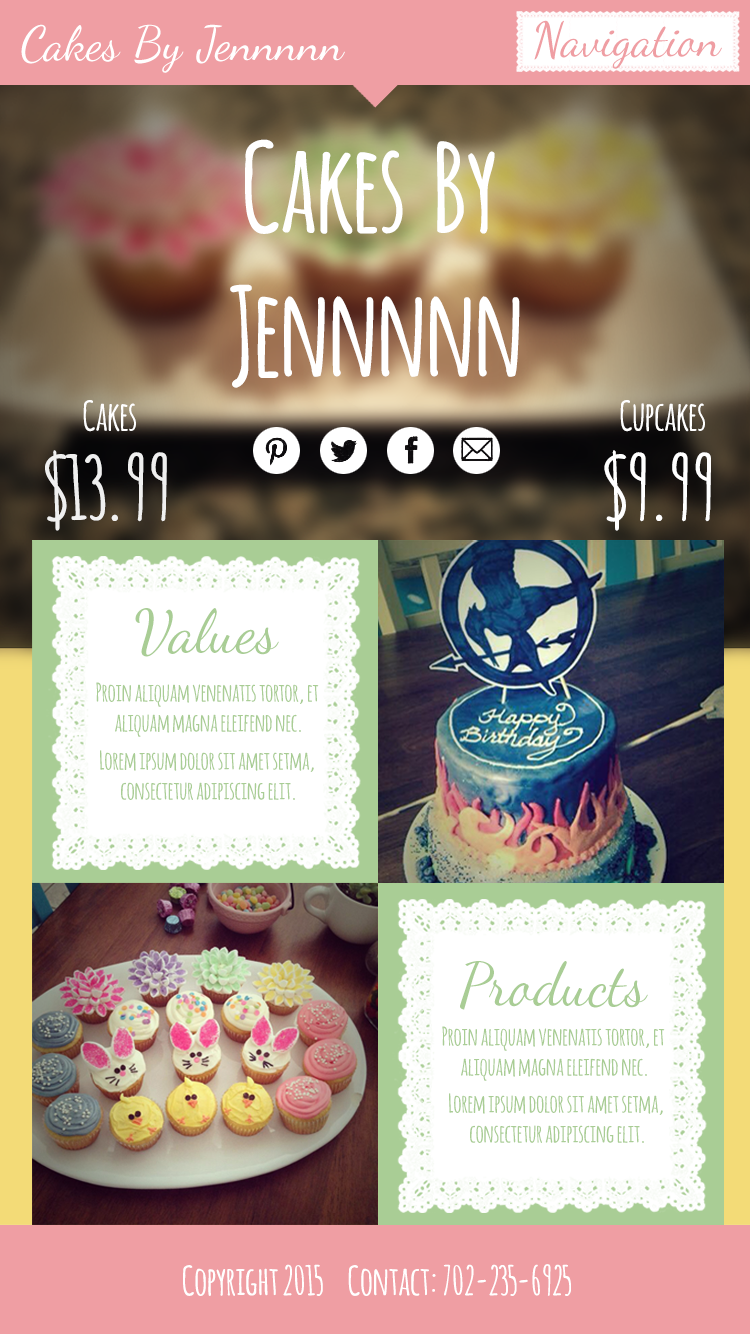 Cakes By Jennnnn
Navigation
Cakes By
Jennnnn
Cakes
$13.99
Cupcakes
$9.99
Values
Proin aliquam venenatis tortor, et
aliquam magna eleifend nec.
Lorem ipsum dolor sit amet setma,
consectetur adipiscing elit.
Happy
Birthday
Products
Proin aliquam venenatis tortor, et
aliquam magna eleifend nec.
Lorem ipsum dolor sit amet setma,
consectetur adipiscing elit.
Copyright 2015 Contact: 702-235-6925